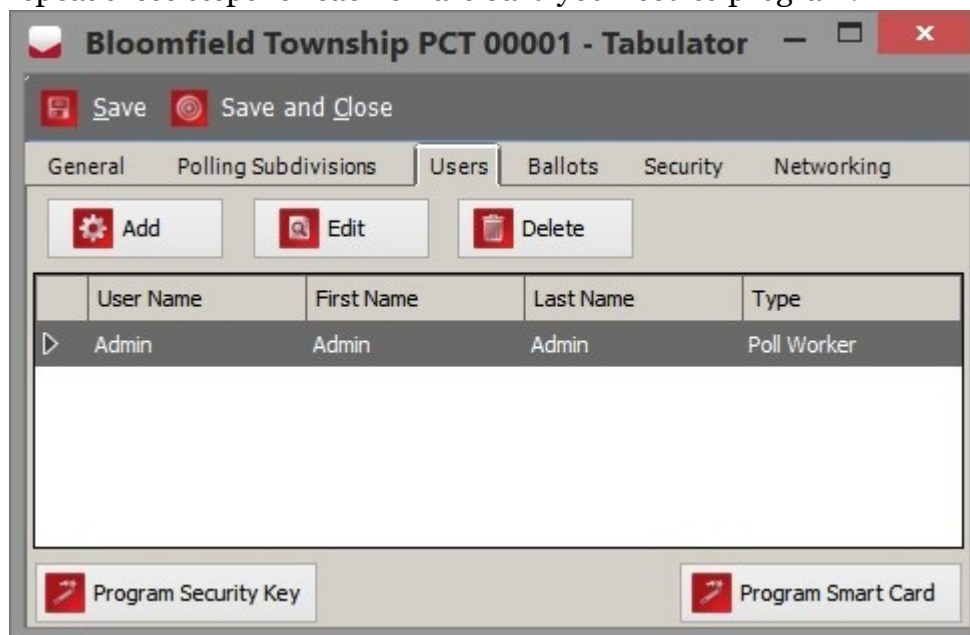 Bloomfield Township PCT 00001 - Tabulator
Save Save and Close
General Polling Subdivisions Users Ballots Security Networking
Add Edit Delete
User Name First Name Last Name Type
Admin Admin Admin Poll Worker
Program Security Key Program Smart Card